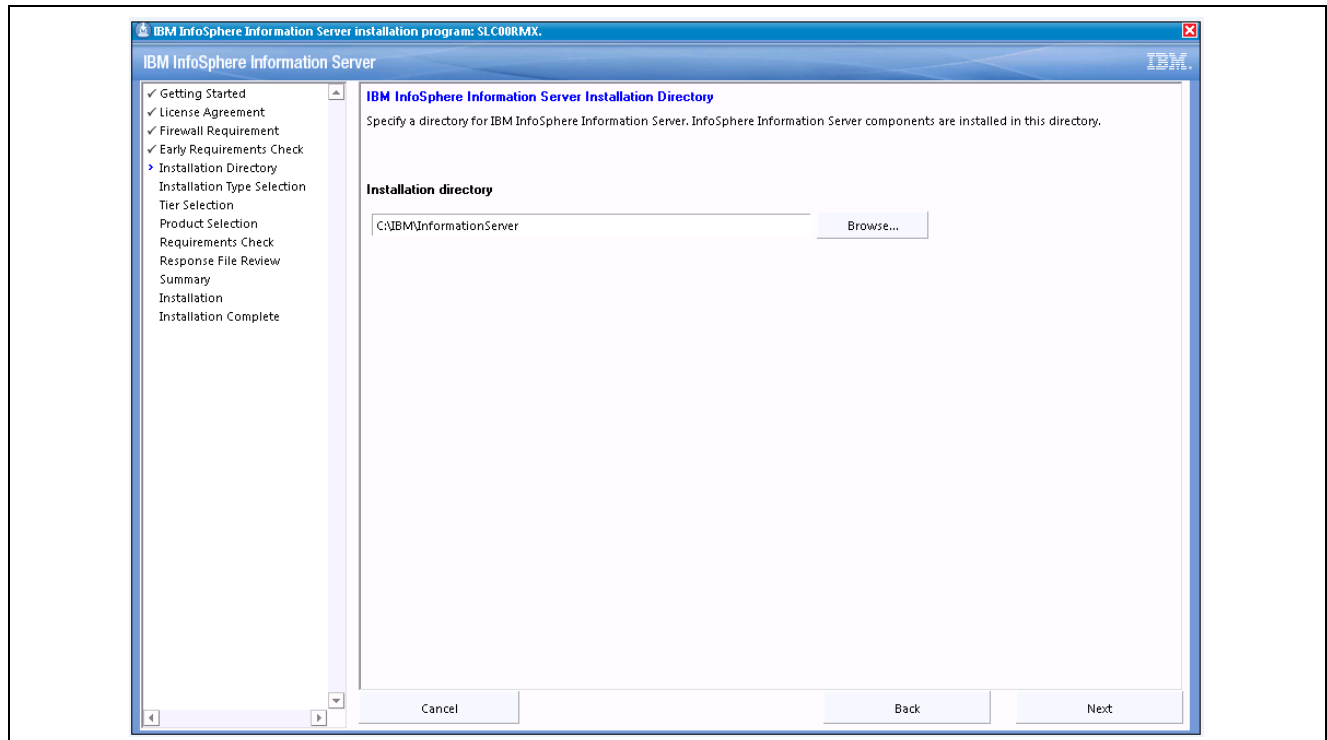 IBM InfoSphere Information Server installation program: SLC00RMX.
IBM InfoSphere Information Server
IBM.
✓ Getting Started
✓ License Agreement
✓ Firewall Requirement
✓ Early Requirements Check
> Installation Directory
Installation Type Selection
Tier Selection
Product Selection
Requirements Check
Response File Review
Summary
Installation
Installation Complete
IBM InfoSphere Information Server Installation Directory
Specify a directory for IBM InfoSphere Information Server. InfoSphere Information Server components are installed in this directory.
Installation directory
C:\IBM\InformationServer
Browse...
Cancel
Back
Next